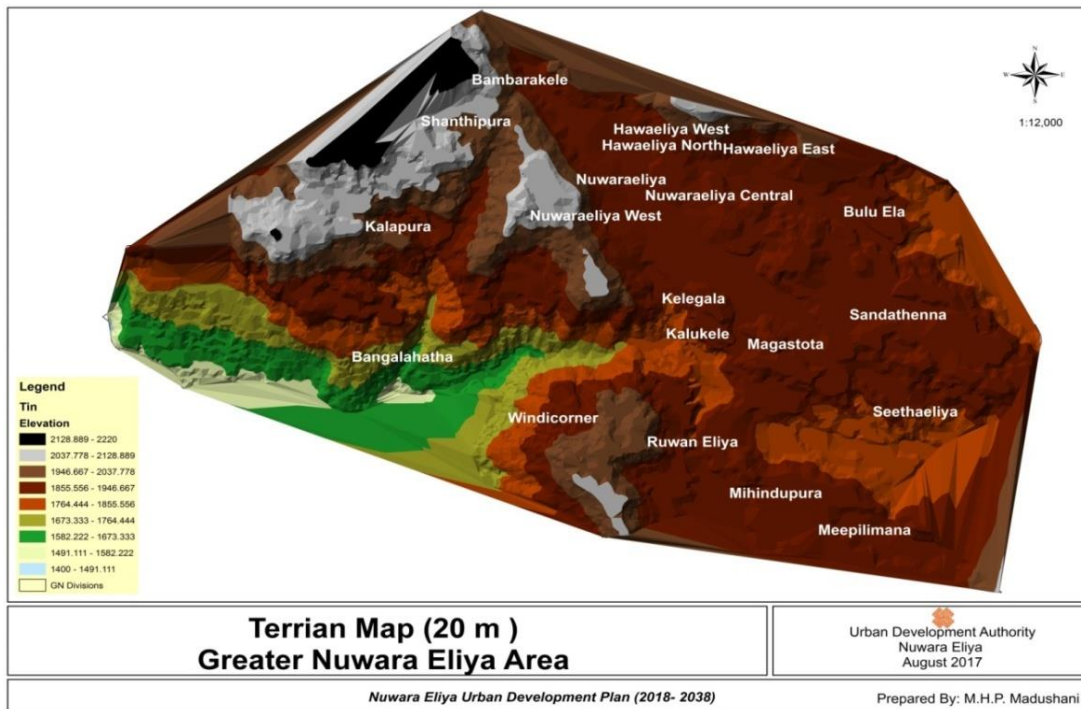 Bambarakele
Shanthipura
Hawaeliya West
Hawaeliya North
Hawaeliya East
Nuwaraeliya
Nuwaraeliya Central
Nuwaraeliya West
Bulu Ela
Kalapura
Kelegala
Sandathenna
Kalukele
Magastota
Bangalahatha
Windicorner
Seethaeliya
Ruwan Eliya
Mihindupura
Meepilimana
N
W
E
S
1:12,000
Legend
Tin
Elevation
2128.889 - 2220
2037.778 - 2128.889
1946.667 - 2037.778
1855.556 - 1946.667
1764.444 - 1855.556
1673.333 - 1764.444
1582.222 - 1673.333
1491.111 - 1582.222
1400 - 1491.111
GN Divisions
Terrian Map (20 m )
Greater Nuwara Eliya Area
Urban Development Authority
Nuwara Eliya
August 2017
Nuwara Eliya Urban Development Plan (2018- 2038)
Prepared By: M.H.P. Madushani